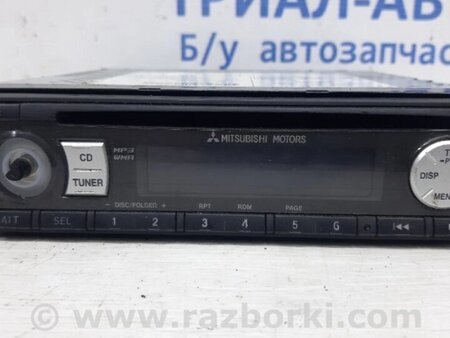 ТРИАЛ-АВ
Б/у автозапчас
MITSUBISHI MOTORS
CD
MP3
WMA
TUNER
DISP
MEN
- DISC/FOLDER +
RPT
RDM
PAGE
SEL
1
2
3
4
5
6
© www.razborki.com